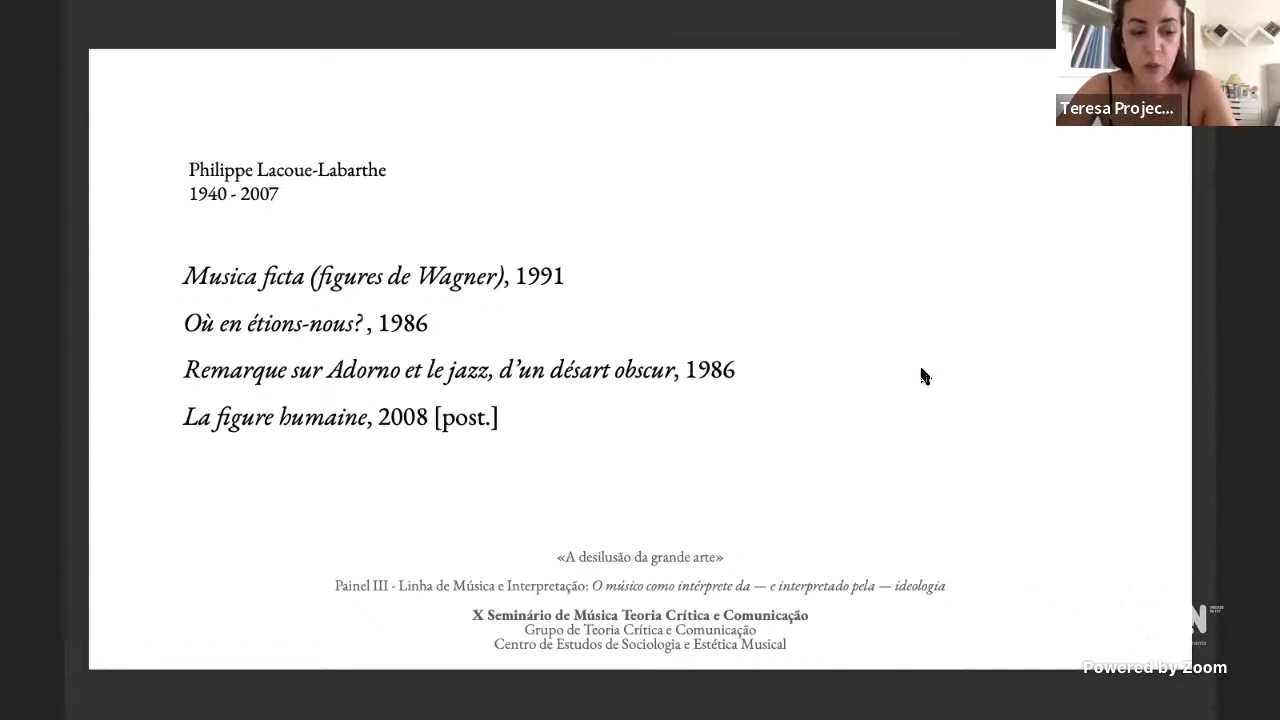 Teresa Projec...
Philippe Lacoue-Labarthe
1940 - 2007
Musica ficta (figures de Wagner), 1991
Où en étions-nous? , 1986
Remarque sur Adorno et le jazz, d’un désart obscur, 1986
La figure humaine, 2008 [post.]
«A desilusão da grande arte»
Painel III - Linha de Música e Interpretação: O músico como intérprete da — e interpretado pela — ideologia
X Seminário de Música Teoria Crítica e Comunicação
Grupo de Teoria Crítica e Comunicação
Centro de Estudos de Sociologia e Estética Musical
N
Powered by Zoom